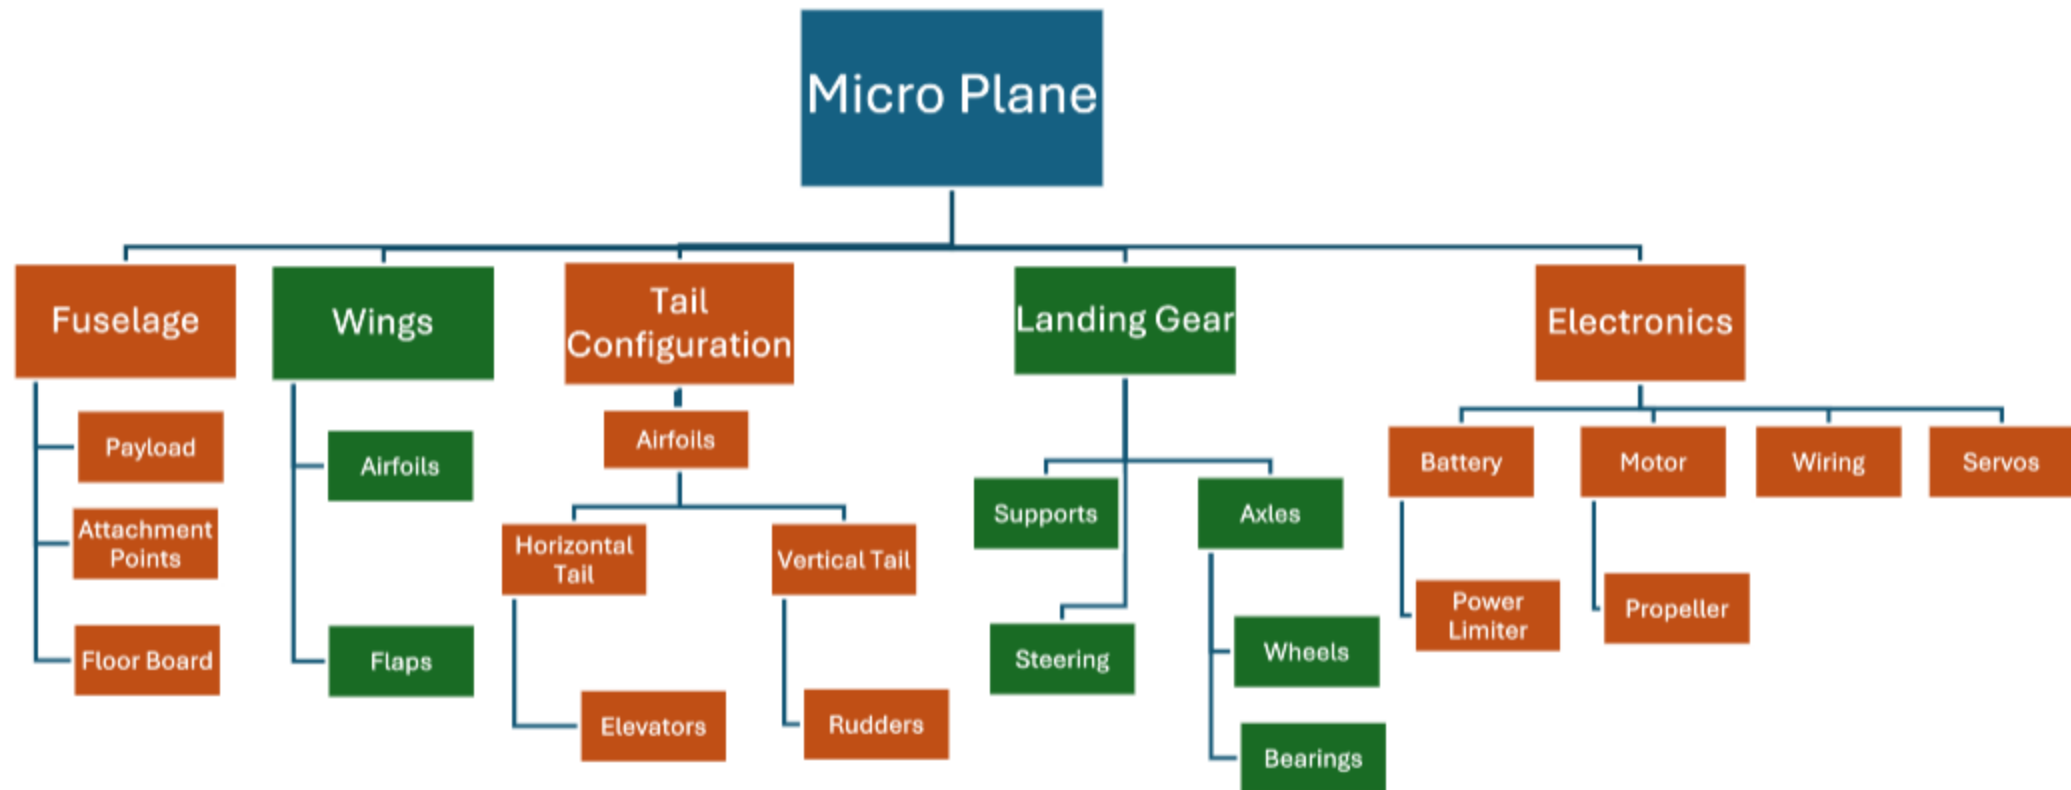 Micro Plane
Fuselage
Wings
Tail
Configuration
Landing Gear
Electronics
Payload
Attachment
Points
Floor Board
Airfoils
Flaps
Airfoils
Horizontal
Tail
Vertical Tail
Elevators
Rudders
Supports
Axles
Steering
Wheels
Bearings
Battery
Motor
Wiring
Servos
Power
Limiter
Propeller